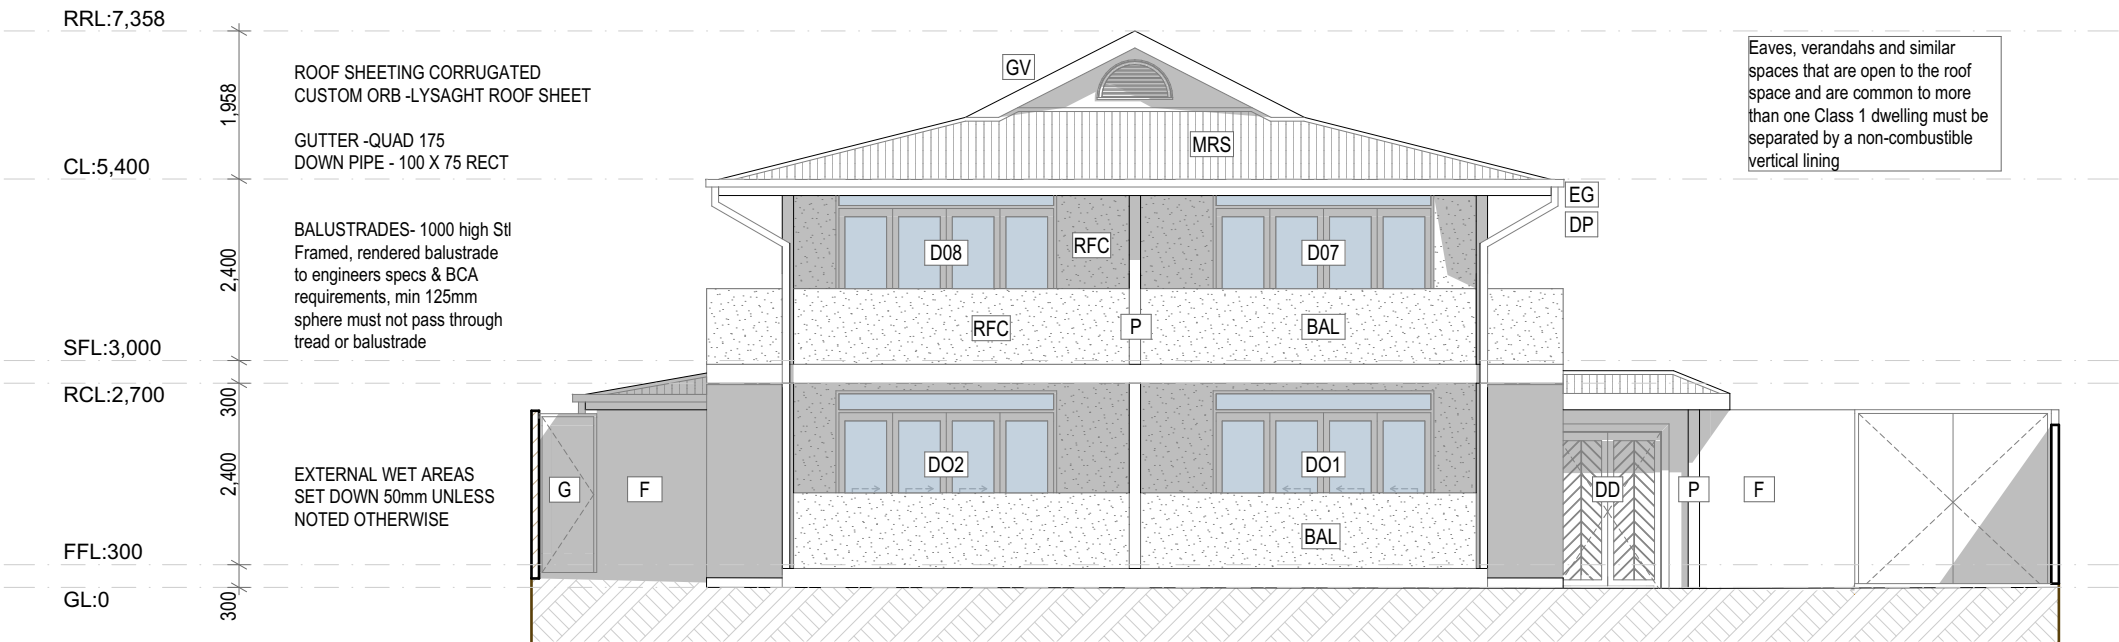 RRL:7,358
1,958
CL:5,400
2,400
SFL:3,000
300
RCL:2,700
2,400
FFL:300
300
GL:0
ROOF SHEETING CORRUGATED
CUSTOM ORB -LYSAGHT ROOF SHEET
GUTTER -QUAD 175
DOWN PIPE - 100 X 75 RECT
BALUSTRADES- 1000 high Stl
Framed, rendered balustrade
to engineers specs & BCA
requirements, min 125mm
sphere must not pass through
tread or balustrade
EXTERNAL WET AREAS
SET DOWN 50mm UNLESS
NOTED OTHERWISE
GV
MRS
EG
DP
D08
RFC
D07
RFC
P
BAL
DO2
DO1
G
F
DD
P
F
BAL
Eaves, verandahs and similar
spaces that are open to the roof
space and are common to more
than one Class 1 dwelling must be
separated by a non-combustible
vertical lining